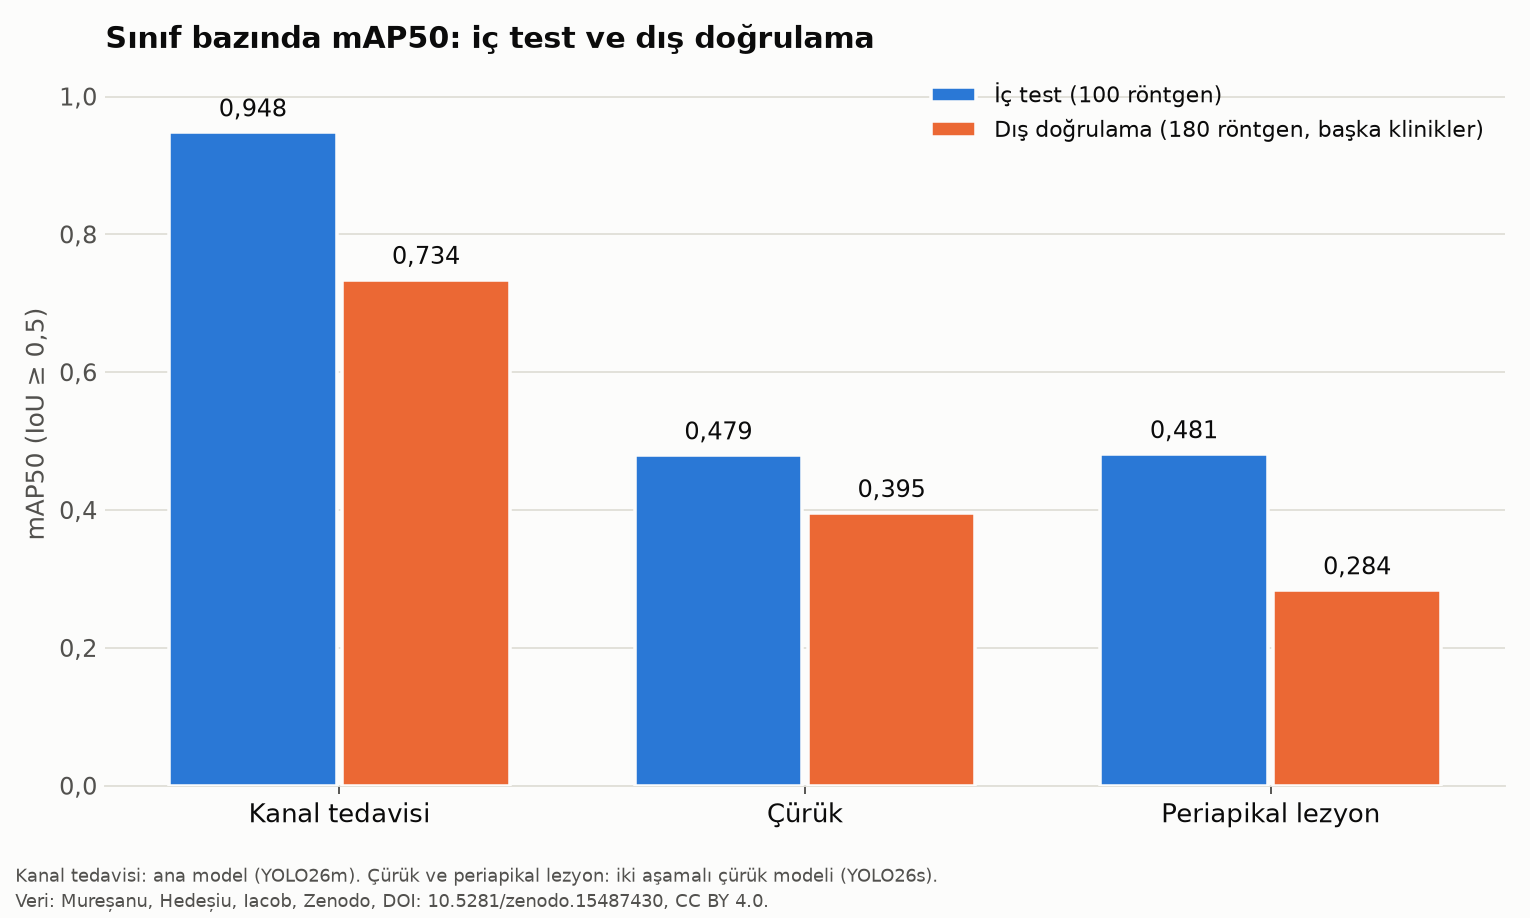 Sınıf bazında mAP50: iç test ve dış doğrulama
İç test (100 röntgen)
Dış doğrulama (180 röntgen, başka klinikler)
mAP50 (IoU ≥ 0,5)
1,0
0,8
0,6
0,4
0,2
0,0
0,948
0,734
0,479
0,395
0,481
0,284
Kanal tedavisi
Çürük
Periapikal lezyon
Kanal tedavisi: ana model (YOLO26m). Çürük ve periapikal lezyon: iki aşamalı çürük modeli (YOLO26s).
Veri: Mureșanu, Hedeșiu, Iacob, Zenodo, DOI: 10.5281/zenodo.15487430, CC BY 4.0.